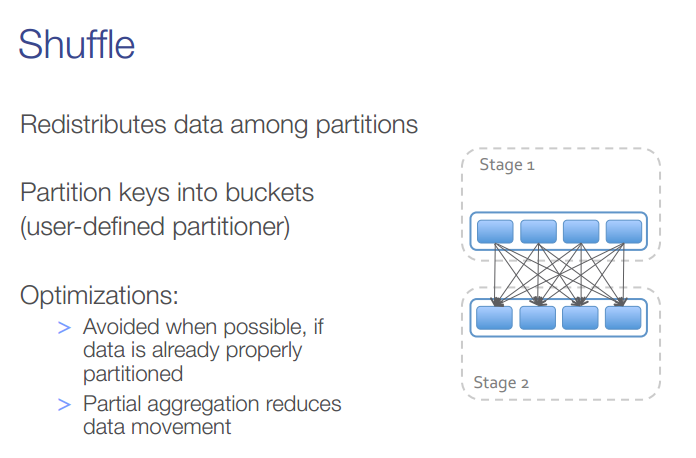 Shuffle
Redistributes data among partitions
Partition keys into buckets
(user-defined partitioner)
Optimizations:
> Avoided when possible, if
data is already properly
partitioned
> Partial aggregation reduces
data movement
Stage 1
Stage 2